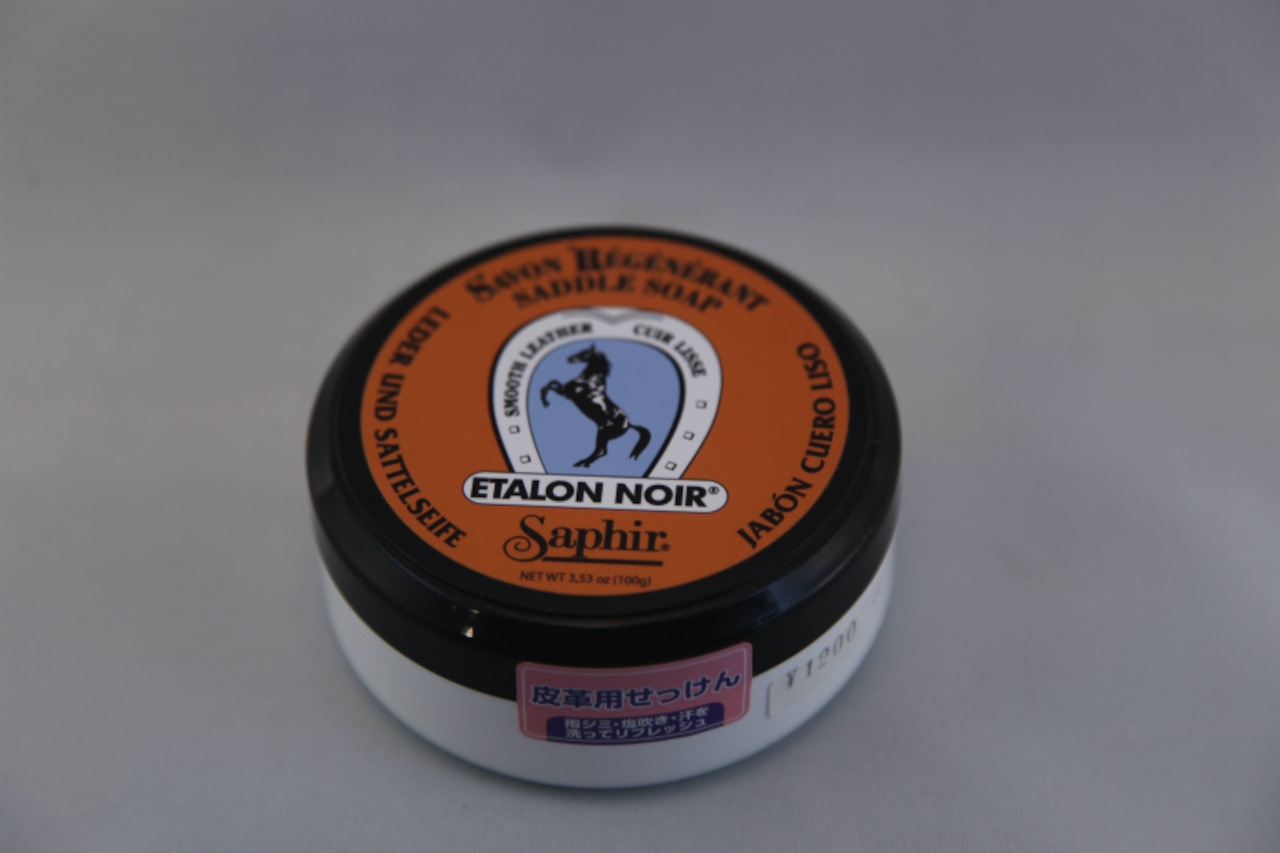 SAVON RÉGÉNÉRANT
SADDLE SOAP
LEDER UND SATTELSEIFE
SMOOTH LEATHER
CUIR LISSE
JABÓN CUERO LISO
ETALON NOIR®
Saphir®
NET WT 3,53 oz (100g)
皮革用せっけん
雨ジミ・塩吹き・汗を
洗ってリフレッシュ
¥1200